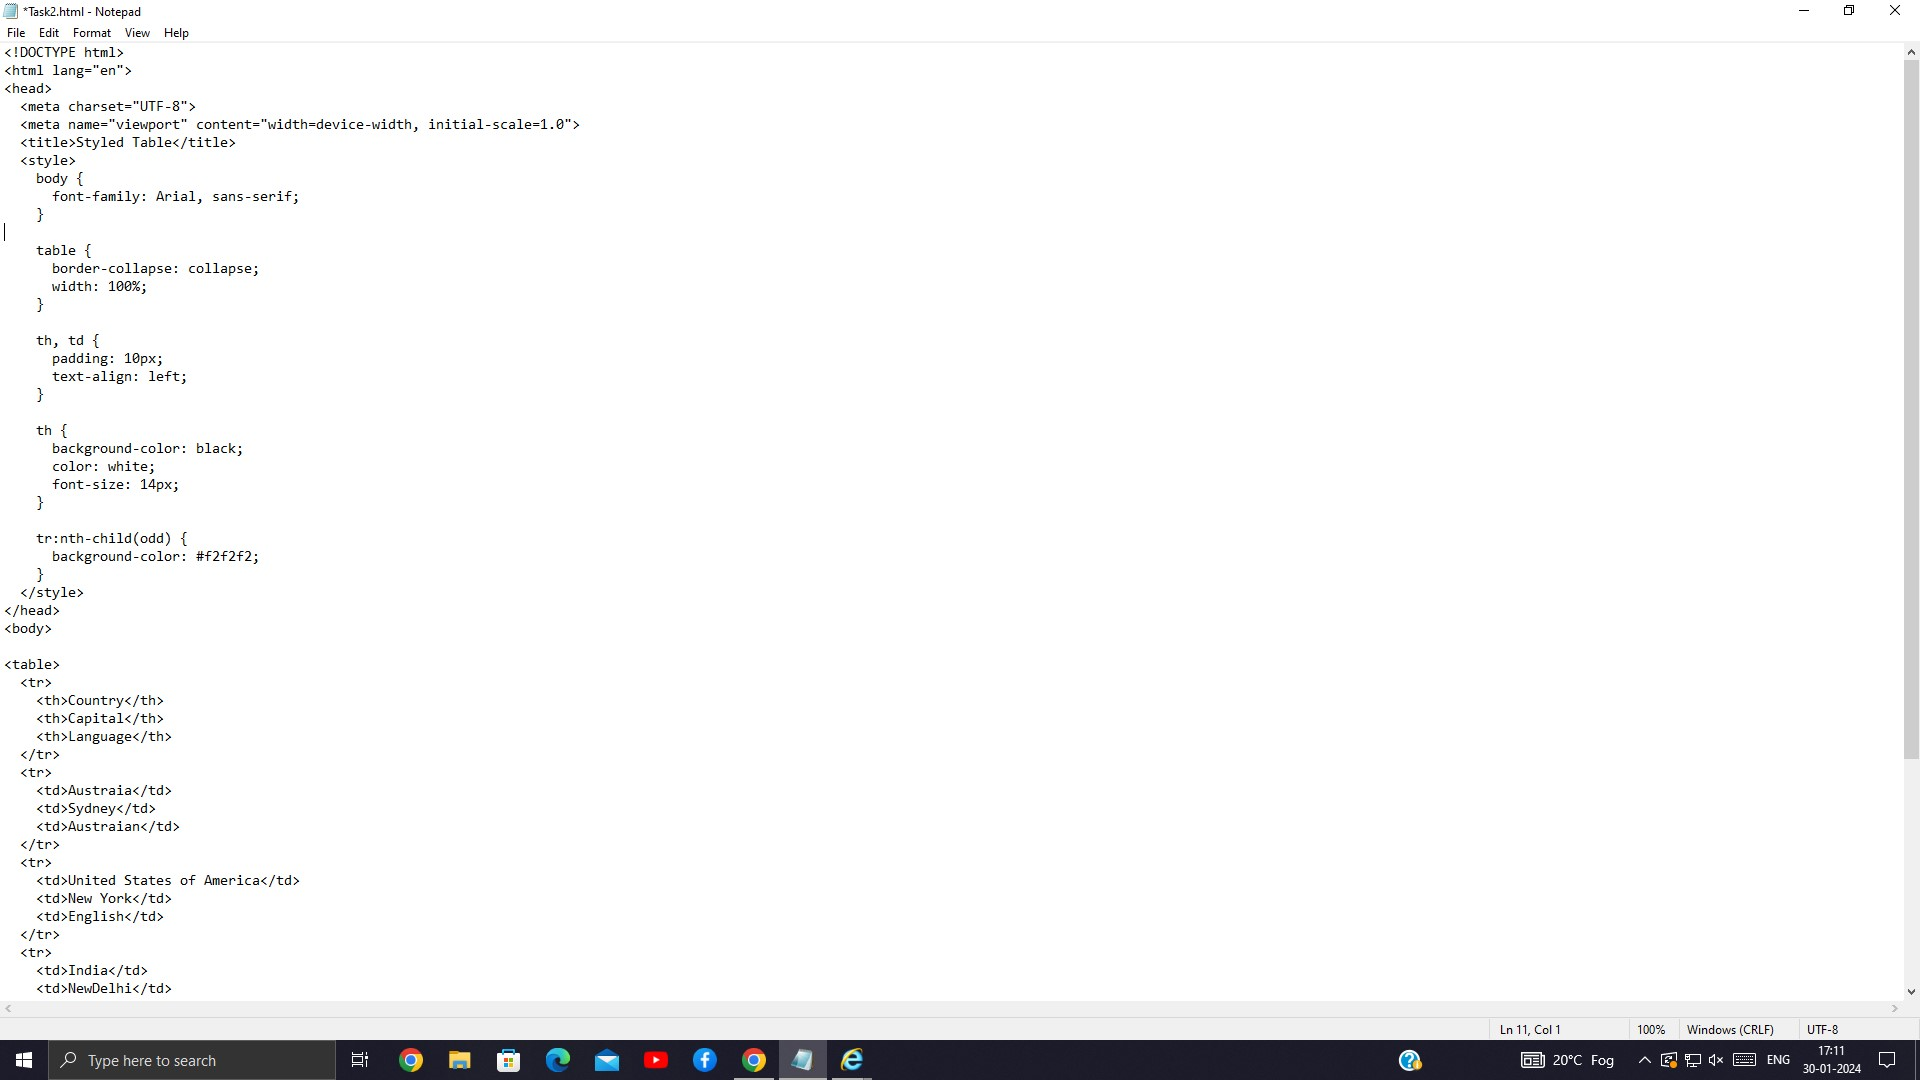 *Task2.html - Notepad
File Edit Format View Help
<!DOCTYPE html>
<html lang="en">
<head>
  <meta charset="UTF-8">
  <meta name="viewport" content="width=device-width, initial-scale=1.0">
  <title>Styled Table</title>
  <style>
    body {
      font-family: Arial, sans-serif;
    }

    table {
      border-collapse: collapse;
      width: 100%;
    }

    th, td {
      padding: 10px;
      text-align: left;
    }

    th {
      background-color: black;
      color: white;
      font-size: 14px;
    }

    tr:nth-child(odd) {
      background-color: #f2f2f2;
    }
  </style>
</head>
<body>

<table>
  <tr>
    <th>Country</th>
    <th>Capital</th>
    <th>Language</th>
  </tr>
  <tr>
    <td>Austraia</td>
    <td>Sydney</td>
    <td>Austraian</td>
  </tr>
  <tr>
    <td>United States of America</td>
    <td>New York</td>
    <td>English</td>
  </tr>
  <tr>
    <td>India</td>
    <td>NewDelhi</td>
Ln 11, Col 1 100% Windows (CRLF) UTF-8
Type here to search 20°C Fog ENG 17:11
30-01-2024